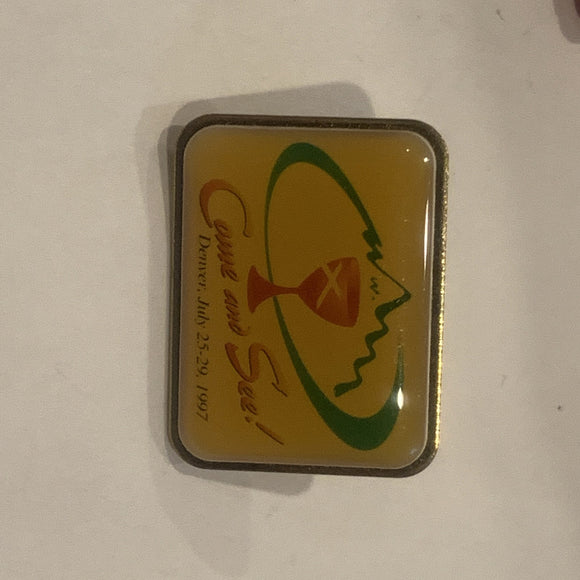 Come and See!
Denver, July 25-29, 1997